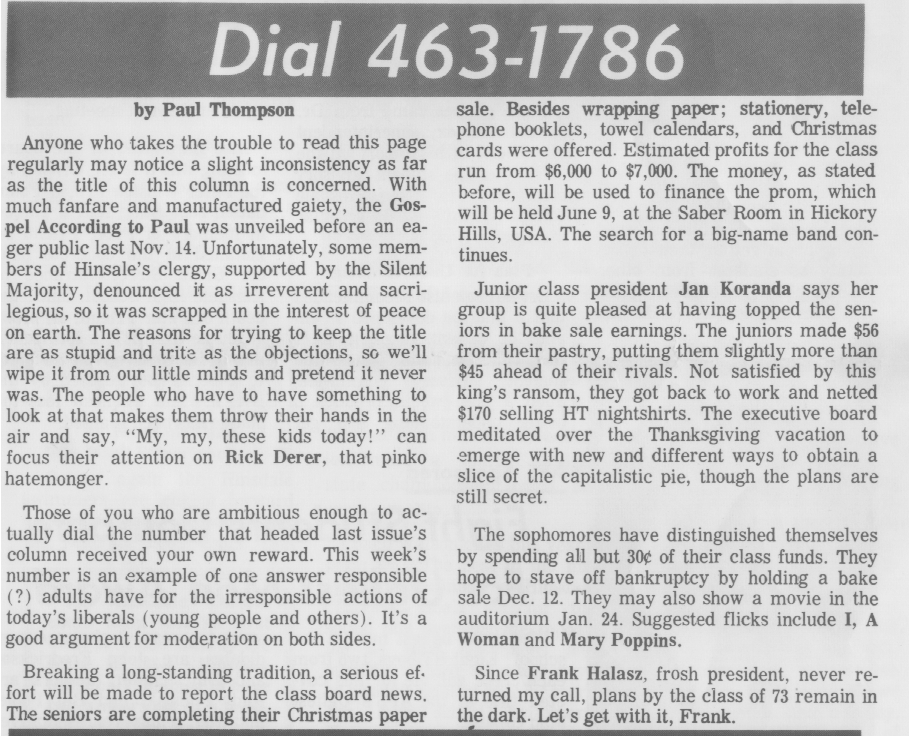 Dial 463-1786
by Paul Thompson
Anyone who takes the trouble to read this page
regularly may notice a slight inconsistency as far
as the title of this column is concerned. With
much fanfare and manufactured gaiety, the Gos-
pel According to Paul was unveiled before an ea-
ger public last Nov. 14. Unfortunately, some mem-
bers of Hinsale's clergy, supported by the Silent
Majority, denounced it as irreverent and sacri-
legious, so it was scrapped in the interest of peace
on earth. The reasons for trying to keep the title
are as stupid and trite as the objections, so we'll
wipe it from our little minds and pretend it never
was. The people who have to have something to
look at that makes them throw their hands in the
air and say, "My, my, these kids today!" can
focus their attention on Rick Derer, that pinko
hatemonger.
Those of you who are ambitious enough to ac-
tually dial the number that headed last issue's
column received your own reward. This week's
number is an example of one answer responsible
(?) adults have for the irresponsible actions of
today's liberals (young people and others). It's a
good argument for moderation on both sides.
Breaking a long-standing tradition, a serious ef-
fort will be made to report the class board news.
The seniors are completing their Christmas paper
sale. Besides wrapping paper; stationery, tele-
phone booklets, towel calendars, and Christmas
cards were offered. Estimated profits for the class
run from $6,000 to $7,000. The money, as stated
before, will be used to finance the prom, which
will be held June 9, at the Saber Room in Hickory
Hills, USA. The search for a big-name band con-
tinues.
Junior class president Jan Koranda says her
group is quite pleased at having topped the sen-
iors in bake sale earnings. The juniors made $56
from their pastry, putting them slightly more than
$45 ahead of their rivals. Not satisfied by this
king's ransom, they got back to work and netted
$170 selling HT nightshirts. The executive board
meditated over the Thanksgiving vacation to
emerge with new and different ways to obtain a
slice of the capitalistic pie, though the plans are
still secret.
The sophomores have distinguished themselves
by spending all but 30¢ of their class funds. They
hope to stave off bankruptcy by holding a bake
sale Dec. 12. They may also show a movie in the
auditorium Jan. 24. Suggested flicks include I, A
Woman and Mary Poppins.
Since Frank Halasz, frosh president, never re-
turned my call, plans by the class of 73 remain in
the dark. Let's get with it, Frank.